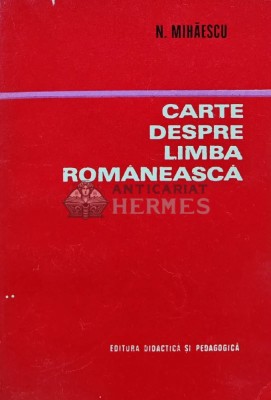 N. MIHĂESCU
CARTE
DESPRE
LIMBA
ROMÂNEASCĂ
ANTICARIAT
HERMES
EDITURA DIDACTICĂ ȘI PEDAGOGICĂ